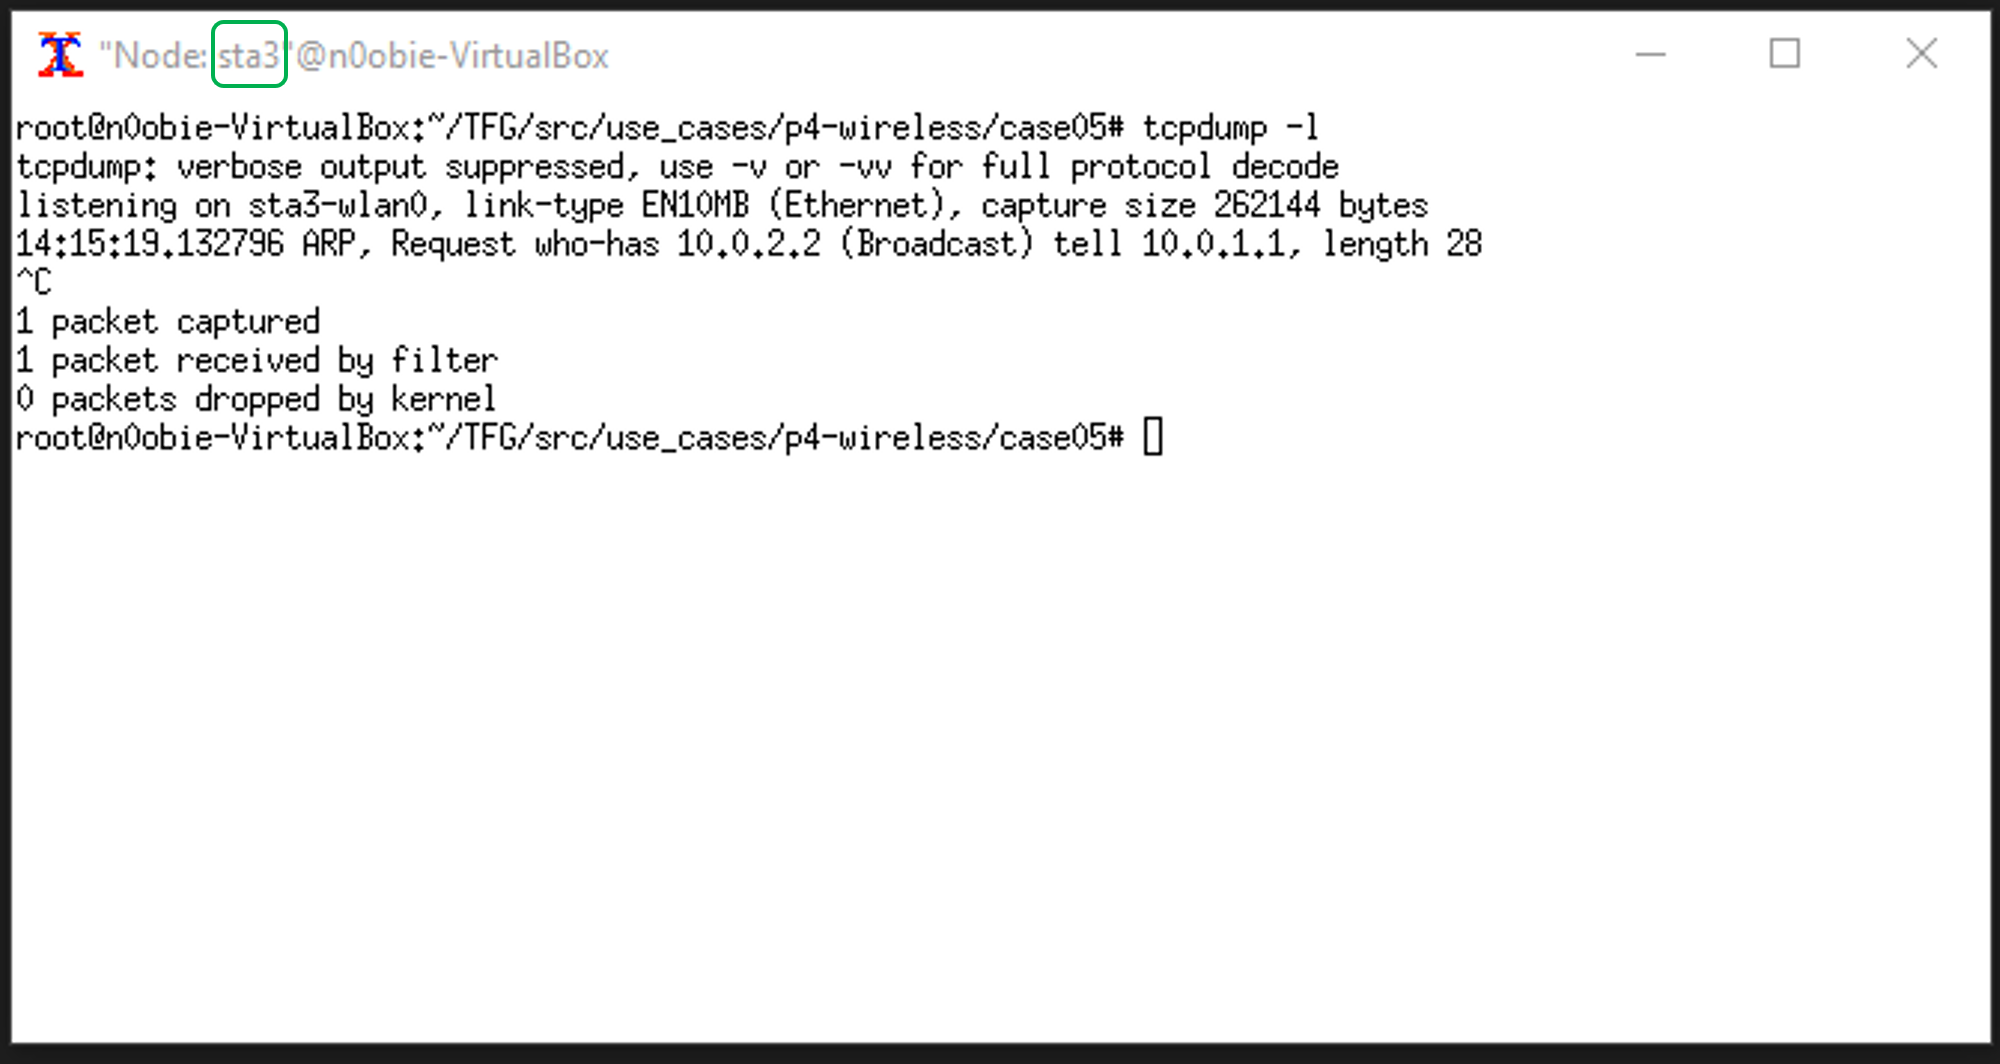 "Node: sta3"@n0obie-VirtualBox
root@n0obie-VirtualBox:~/TFG/src/use_cases/p4-wireless/case05# tcpdump -l
tcpdump: verbose output suppressed, use -v or -vv for full protocol decode
listening on sta3-wlan0, link-type EN10MB (Ethernet), capture size 262144 bytes
14:15:19.132796 ARP, Request who-has 10.0.2.2 (Broadcast) tell 10.0.1.1, length 28
^C
1 packet captured
1 packet received by filter
0 packets dropped by kernel
root@n0obie-VirtualBox:~/TFG/src/use_cases/p4-wireless/case05#